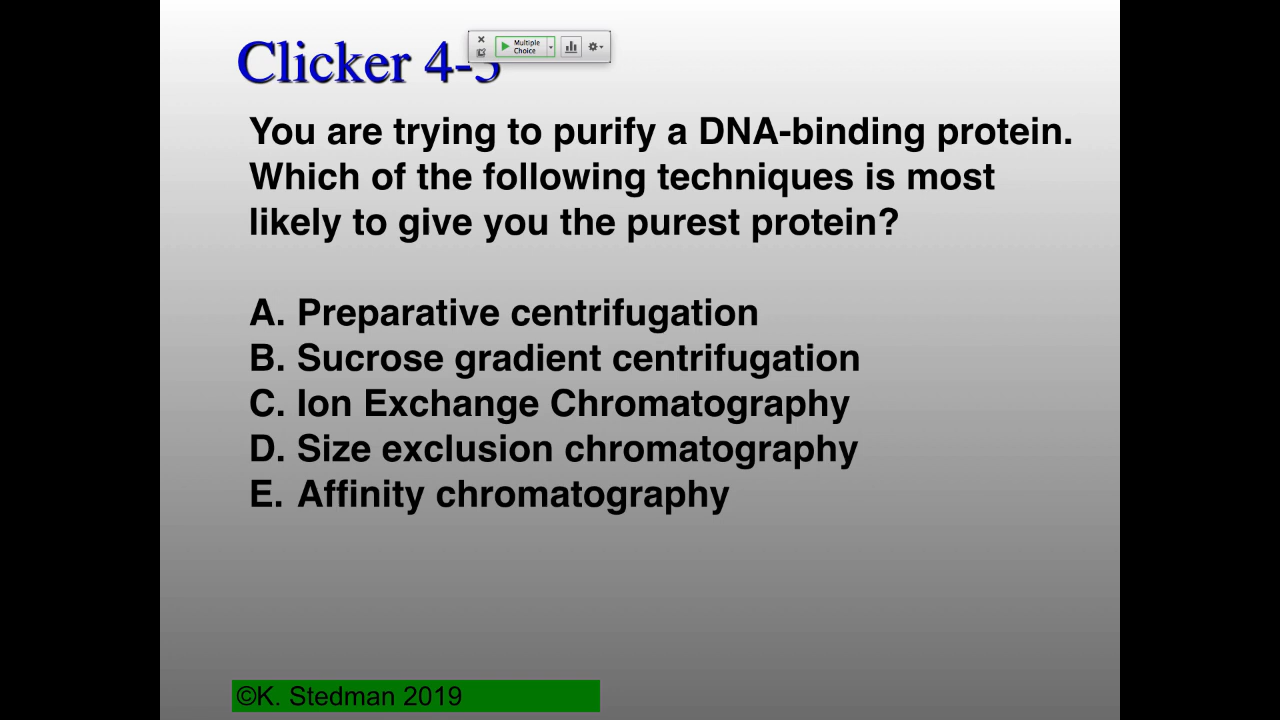 Clicker 4-
Multiple
Choice
You are trying to purify a DNA-binding protein.
Which of the following techniques is most
likely to give you the purest protein?
A. Preparative centrifugation
B. Sucrose gradient centrifugation
C. Ion Exchange Chromatography
D. Size exclusion chromatography
E. Affinity chromatography
©K. Stedman 2019